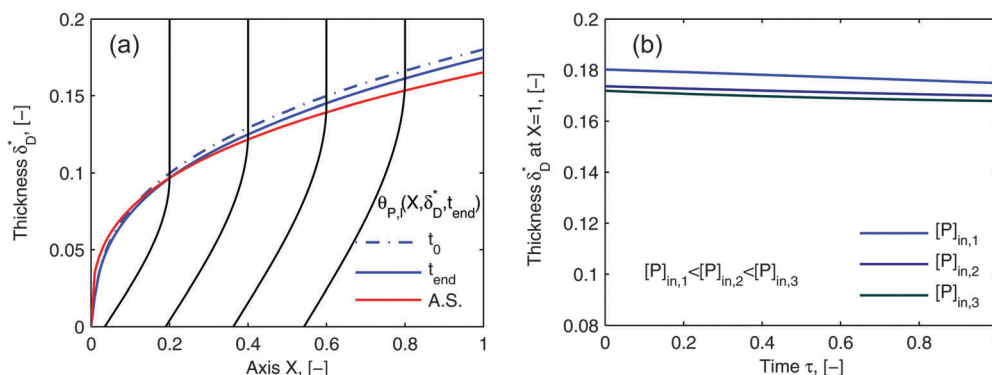 (a)
Thickness δ*D, [-]
0.2
0.15
0.1
0.05
0
0
0.2
0.4
0.6
0.8
1
Axis X, [-]
θP,l(X,δ*D,tend)
t0
tend
A.S.
(b)
Thickness δ*D at X=1, [-]
0.2
0.18
0.16
0.14
0.12
0.1
0.08
0
0.2
0.4
0.6
0.8
1
Time τ, [-]
[P]in,1<[P]in,2<[P]in,3
[P]in,1
[P]in,2
[P]in,3